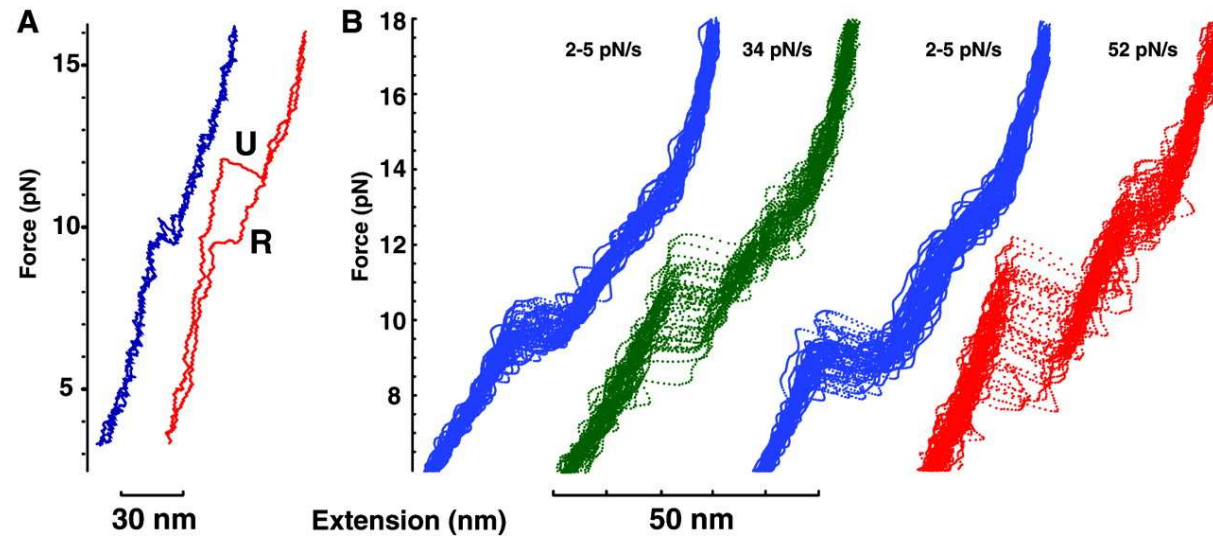 A
15
10
5
Force (pN)
U
R
30 nm
B
18
16
14
12
10
8
Force (pN)
2-5 pN/s
34 pN/s
2-5 pN/s
52 pN/s
Extension (nm)
50 nm